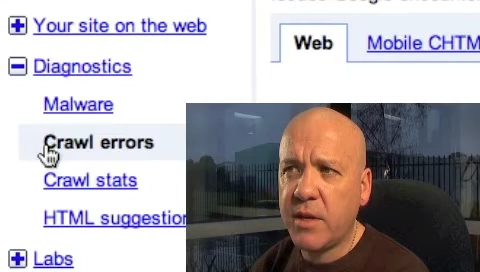 Your site on the web
Diagnostics
Malware
Crawl errors
Crawl stats
HTML suggestion
Labs
Web
Mobile CHTM